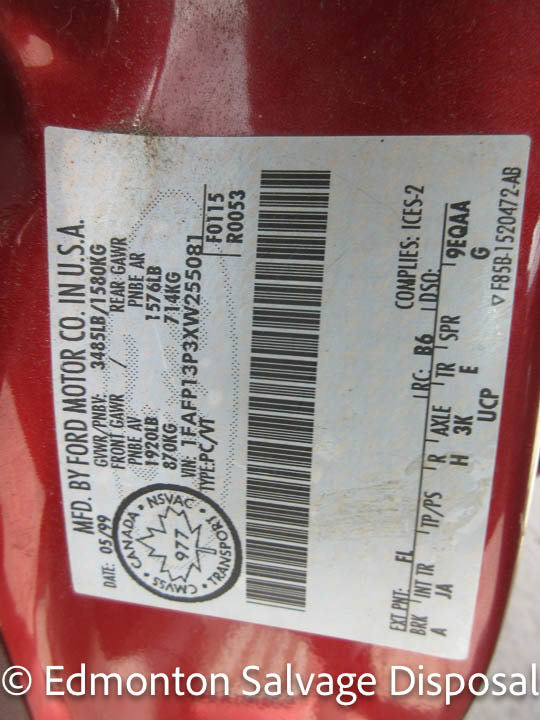 MFD. BY FORD MOTOR CO. IN U.S.A.
DATE: 05/99 GVWR/PNBV: 3485LB/1580KG
FRONT GAWR/ REAR GAWR/
PNBE AV PNBE AR
1920LB 1576LB
870KG 714KG
VIN: 1FAFP13P3XW255081
TYPE:PC/VT
F0115
R0053
CANADA • NSVAC • TRANSPORT • CMVSS
977
COMPLIES: ICES-2
EXT PNT: FL RC: B6 DSO:
BRK INT TR TP/PS R AXLE TR SPR 9EQAA
A JA H 3K E G
UCP
▽F85B-1520472-AB
© Edmonton Salvage Disposal